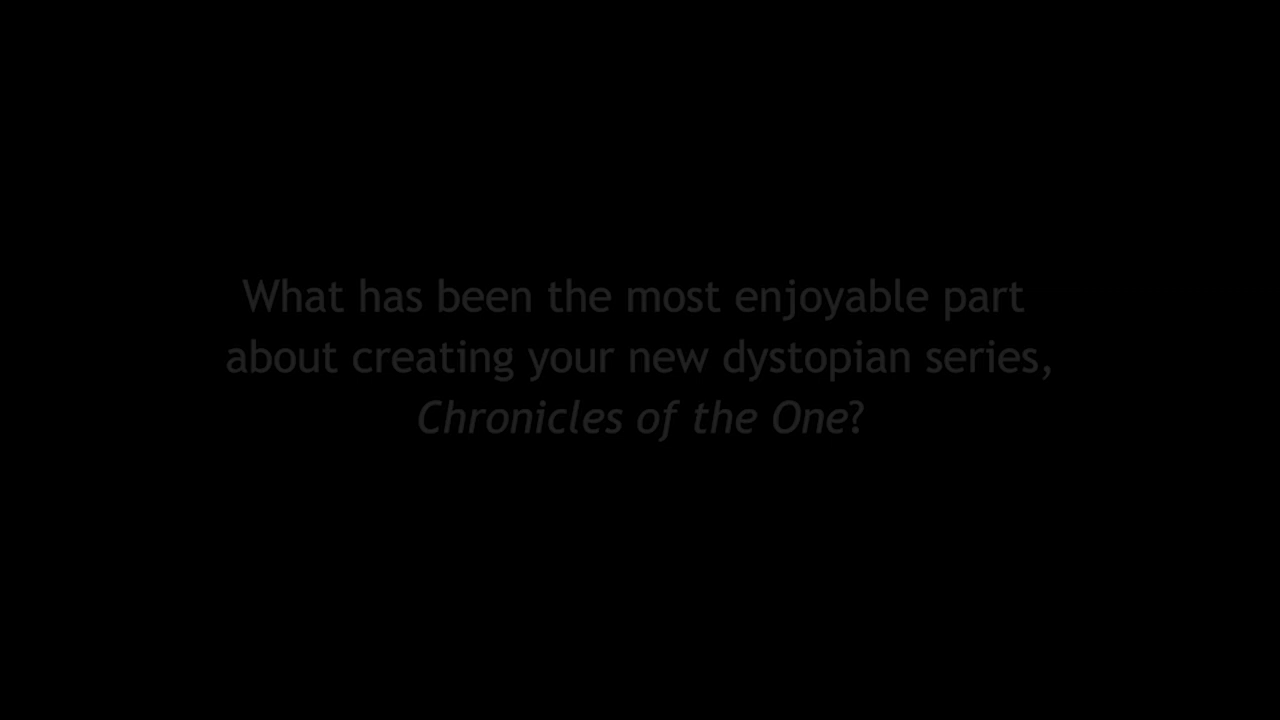 What has been the most enjoyable part
about creating your new dystopian series,
Chronicles of the One?